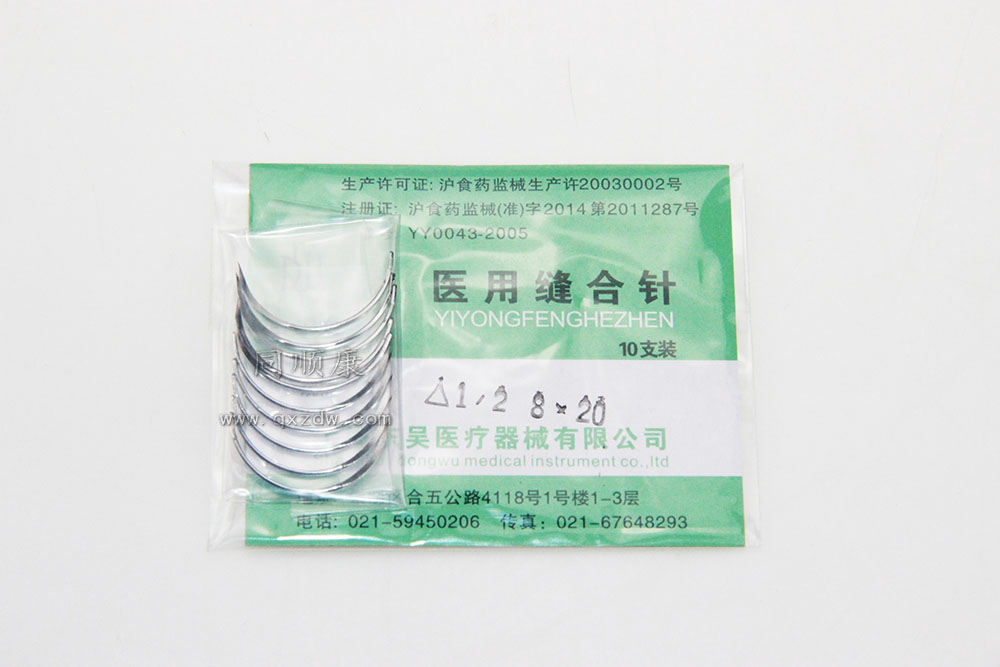 生产许可证: 沪食药监械生产许20030002号
注册证: 沪食药监械(准)字2014第2011287号
YY0043-2005
医用缝合针
YIYONGFENGHEZHEN
10支装
△1/2 8×20
吴医疗器械有限公司
ongwu medical instrument co.,ltd
合五公路4118号1号楼1-3层
电话: 021-59450206 传真: 021-67648293
同顺康
www.qxzdw.com